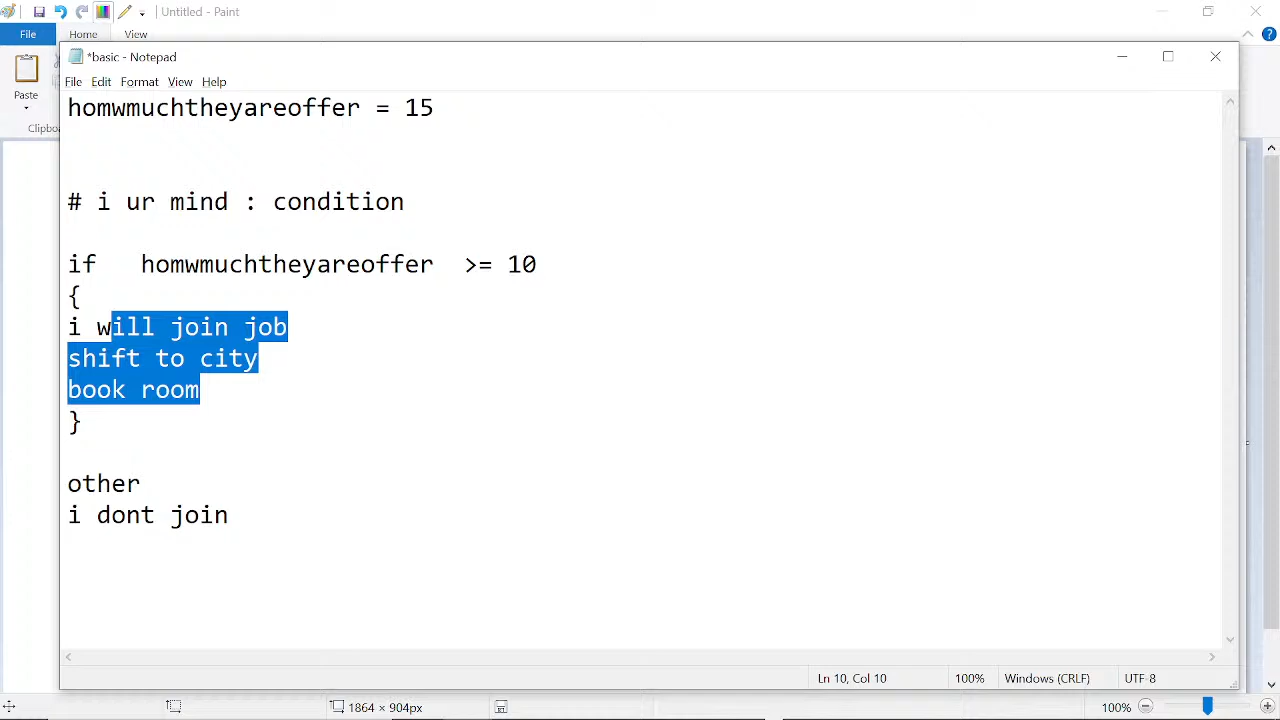 Untitled - Paint
File
Home
View
Paste
Clipbo
*basic - Notepad
File Edit Format View Help
homwmuchtheyareoffer = 15
# i ur mind : condition
if   homwmuchtheyareoffer  >= 10
{
i will join job
shift to city
book room
}
other
i dont join
Ln 10, Col 10
100%
Windows (CRLF)
UTF-8
1864 × 904px
100%